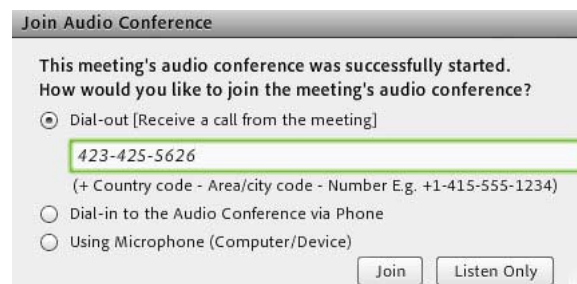 Join Audio Conference
This meeting's audio conference was successfully started.
How would you like to join the meeting's audio conference?
Dial-out [Receive a call from the meeting]
423-425-5626
(+ Country code - Area/city code - Number E.g. +1-415-555-1234)
Dial-in to the Audio Conference via Phone
Using Microphone (Computer/Device)
Join Listen Only